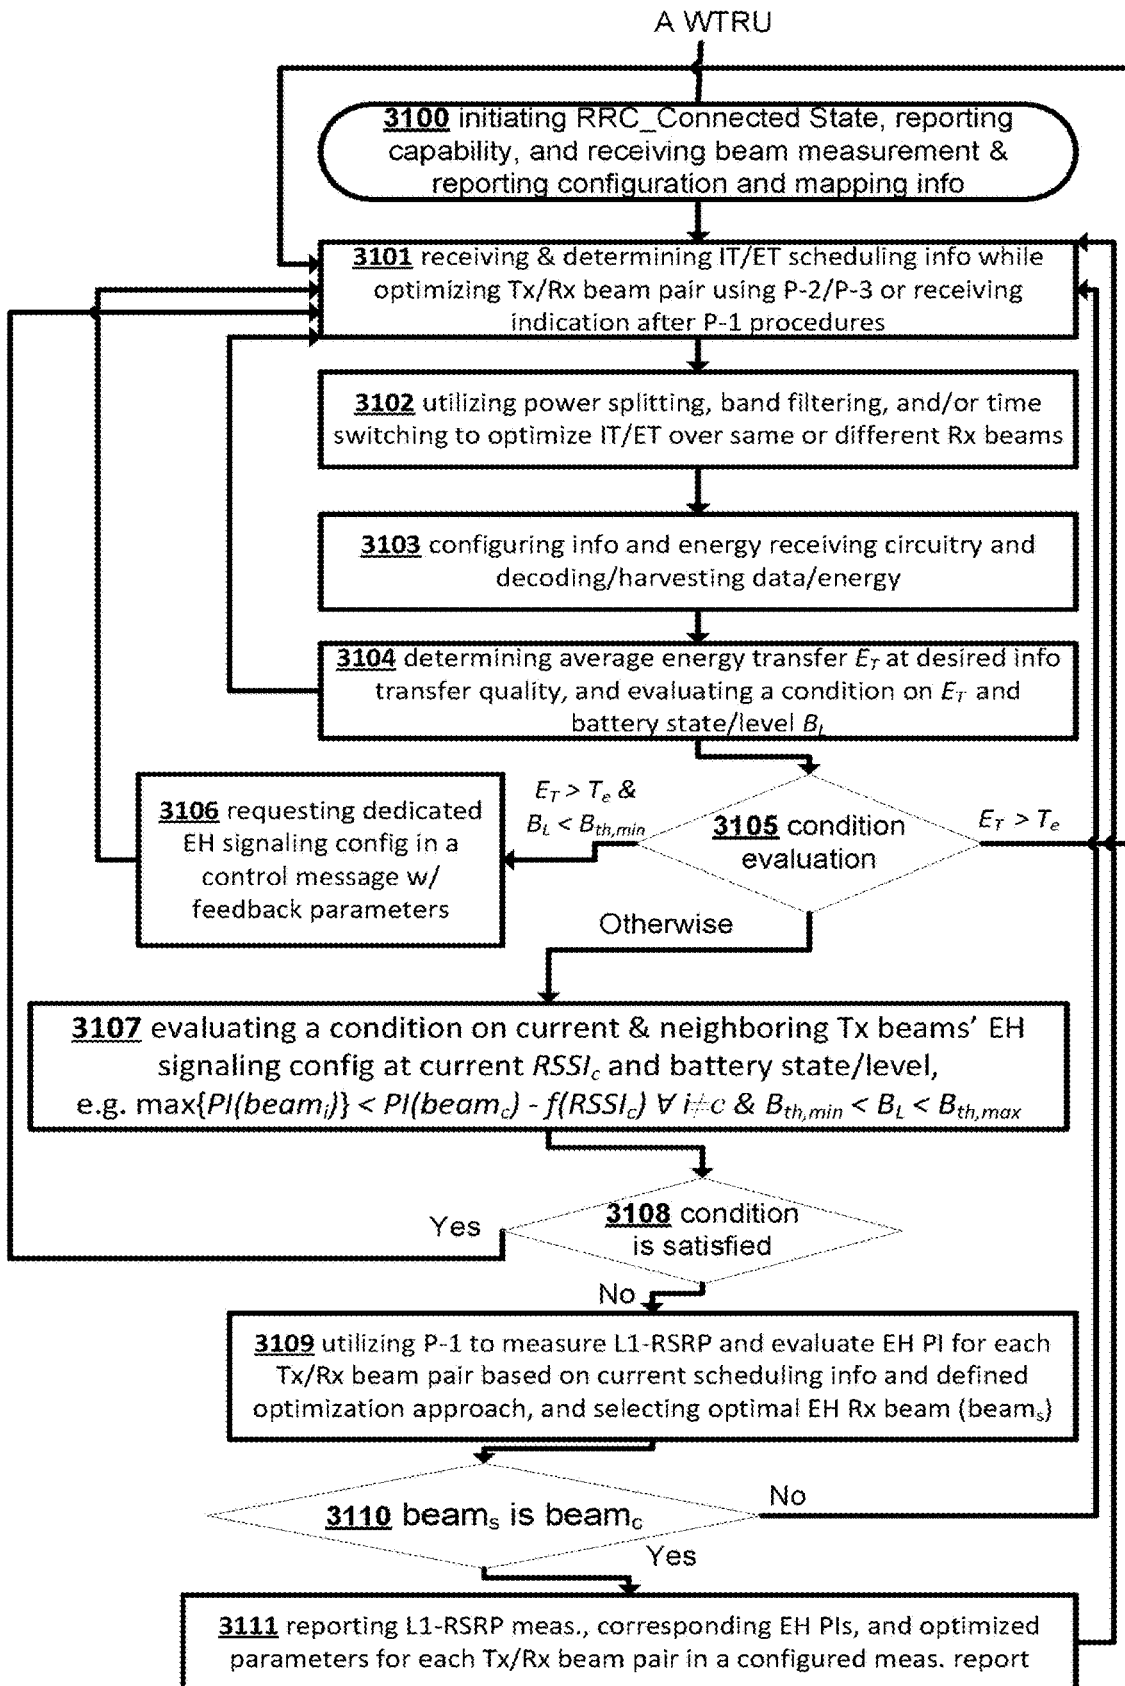 A WTRU
3100 initiating RRC_Connected State, reporting
capability, and receiving beam measurement &
reporting configuration and mapping info
3101 receiving & determining IT/ET scheduling info while
optimizing Tx/Rx beam pair using P-2/P-3 or receiving
indication after P-1 procedures
3102 utilizing power splitting, band filtering, and/or time
switching to optimize IT/ET over same or different Rx beams
3103 configuring info and energy receiving circuitry and
decoding/harvesting data/energy
3104 determining average energy transfer E_T at desired info
transfer quality, and evaluating a condition on E_T and
battery state/level B_L
E_T > T_e &
B_L < B_th,min
3105 condition
evaluation
E_T > T_e
3106 requesting dedicated
EH signaling config in a
control message w/
feedback parameters
Otherwise
3107 evaluating a condition on current & neighboring Tx beams' EH
signaling config at current RSSI_c and battery state/level,
e.g. max{PI(beam_i)} < PI(beam_c) - f(RSSI_c) ∀ i≠c & B_th,min < B_L < B_th,max
Yes
3108 condition
is satisfied
No
3109 utilizing P-1 to measure L1-RSRP and evaluate EH PI for each
Tx/Rx beam pair based on current scheduling info and defined
optimization approach, and selecting optimal EH Rx beam (beam_s)
3110 beam_s is beam_c
No
Yes
3111 reporting L1-RSRP meas., corresponding EH PIs, and optimized
parameters for each Tx/Rx beam pair in a configured meas. report